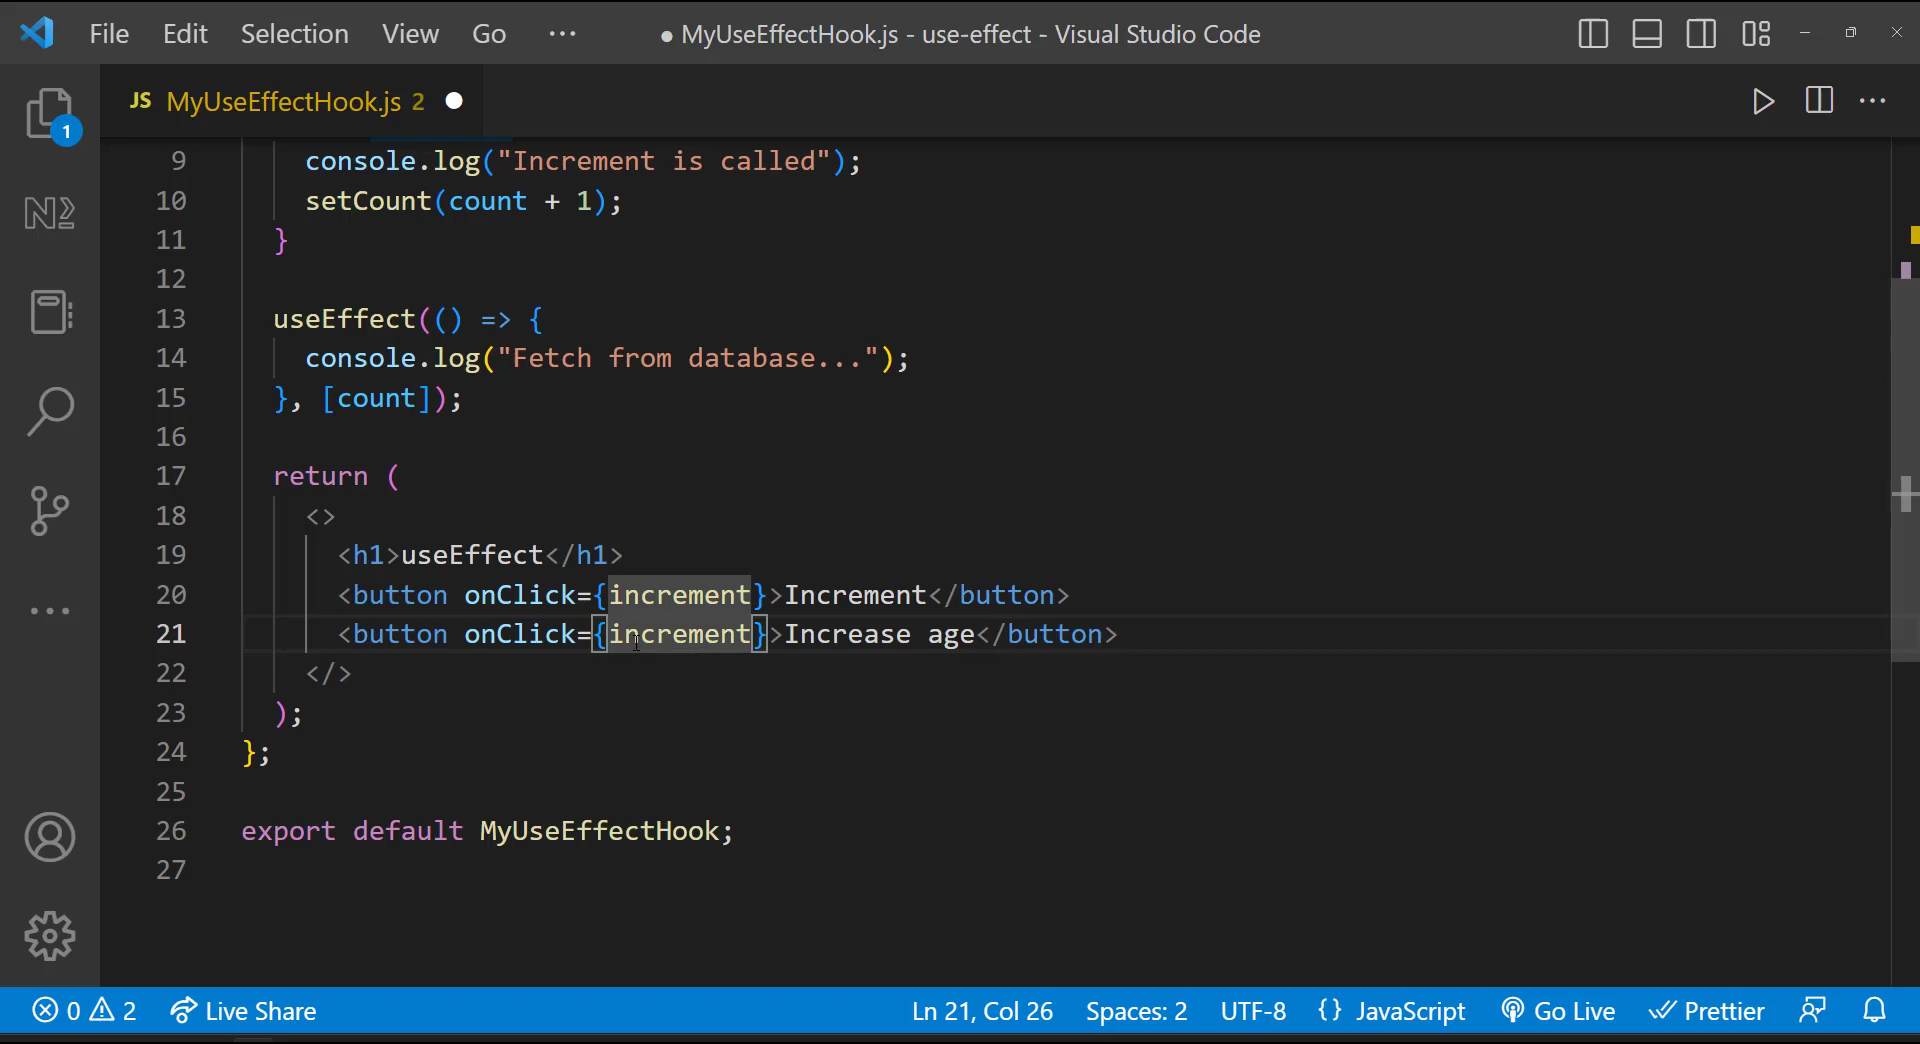 File Edit Selection View Go ··· ● MyUseEffectHook.js - use-effect - Visual Studio Code
JS MyUseEffectHook.js 2
1
9 console.log("Increment is called");
10 setCount(count + 1);
11 }
12
13 useEffect(() => {
14 console.log("Fetch from database...");
15 }, [count]);
16
17 return (
18 <>
19 <h1>useEffect</h1>
20 <button onClick={increment}>Increment</button>
21 <button onClick={increment}>Increase age</button>
22 </>
23 );
24 };
25
26 export default MyUseEffectHook;
27
0 2 Live Share Ln 21, Col 26 Spaces: 2 UTF-8 {} JavaScript Go Live Prettier